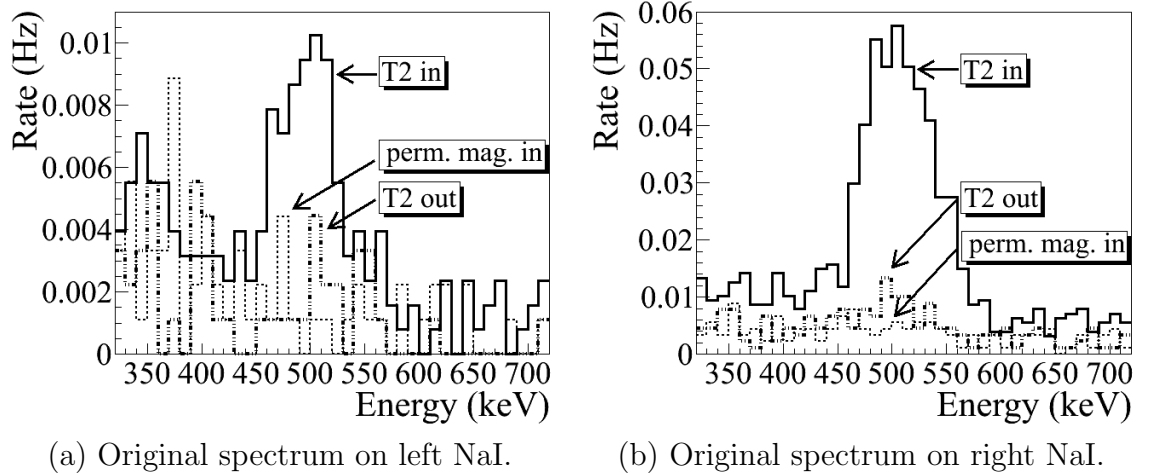 Rate (Hz)
0.01
0.008
0.006
0.004
0.002
0
350 400 450 500 550 600 650 700
Energy (keV)
T2 in
perm. mag. in
T2 out
(a) Original spectrum on left NaI.
Rate (Hz)
0.06
0.05
0.04
0.03
0.02
0.01
0
350 400 450 500 550 600 650 700
Energy (keV)
T2 in
T2 out
perm. mag. in
(b) Original spectrum on right NaI.